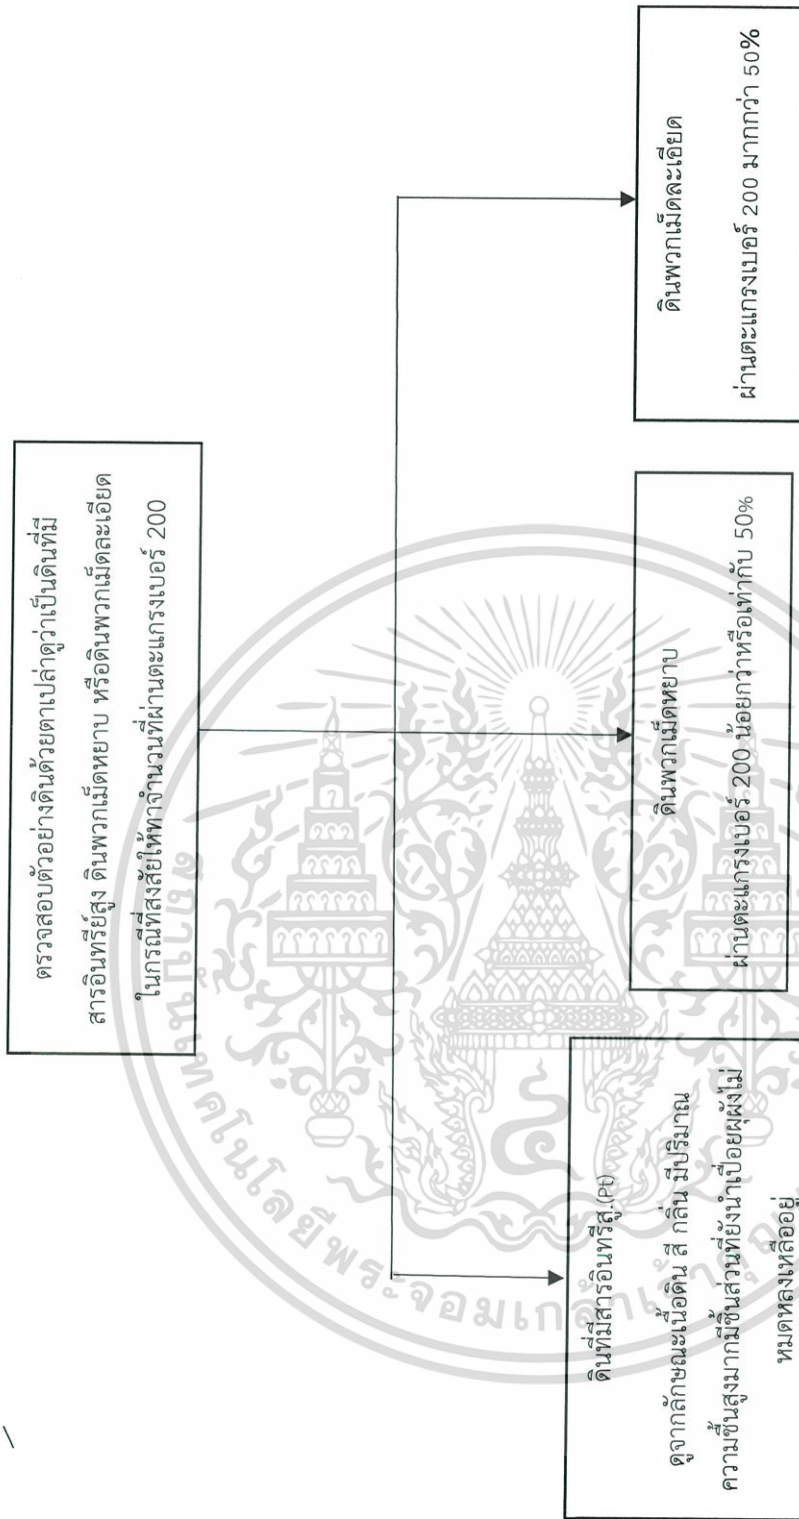 ตรวจสอบตัวอย่างดินด้วยตาเปล่าดูว่าเป็นดินที่มี
สารอินทรีย์สูง ดินพวกเม็ดหยาบ หรือดินพวกเม็ดละเอียด
ในกรณีที่สงสัยให้หาจำนวนที่ผ่านตะแกรงเบอร์ 200
ดินที่มีสารอินทรีสู.(Pt)
ดูจากลักษณะเนื้อดิน สี กลิ่น มีปริมาณ
ความชื้นสูงมากมีชิ้นส่วนที่ยังนำเปื่อยผุผังไม่
หมดหลงเหลืออยู่
ดินพวกเม็ดหยาบ
ผ่านตะแกรงเบอร์ 200 น้อยกว่าหรือเท่ากับ 50%
ดินพวกเม็ดละเอียด
ผ่านตะแกรงเบอร์ 200 มากกว่า 50%